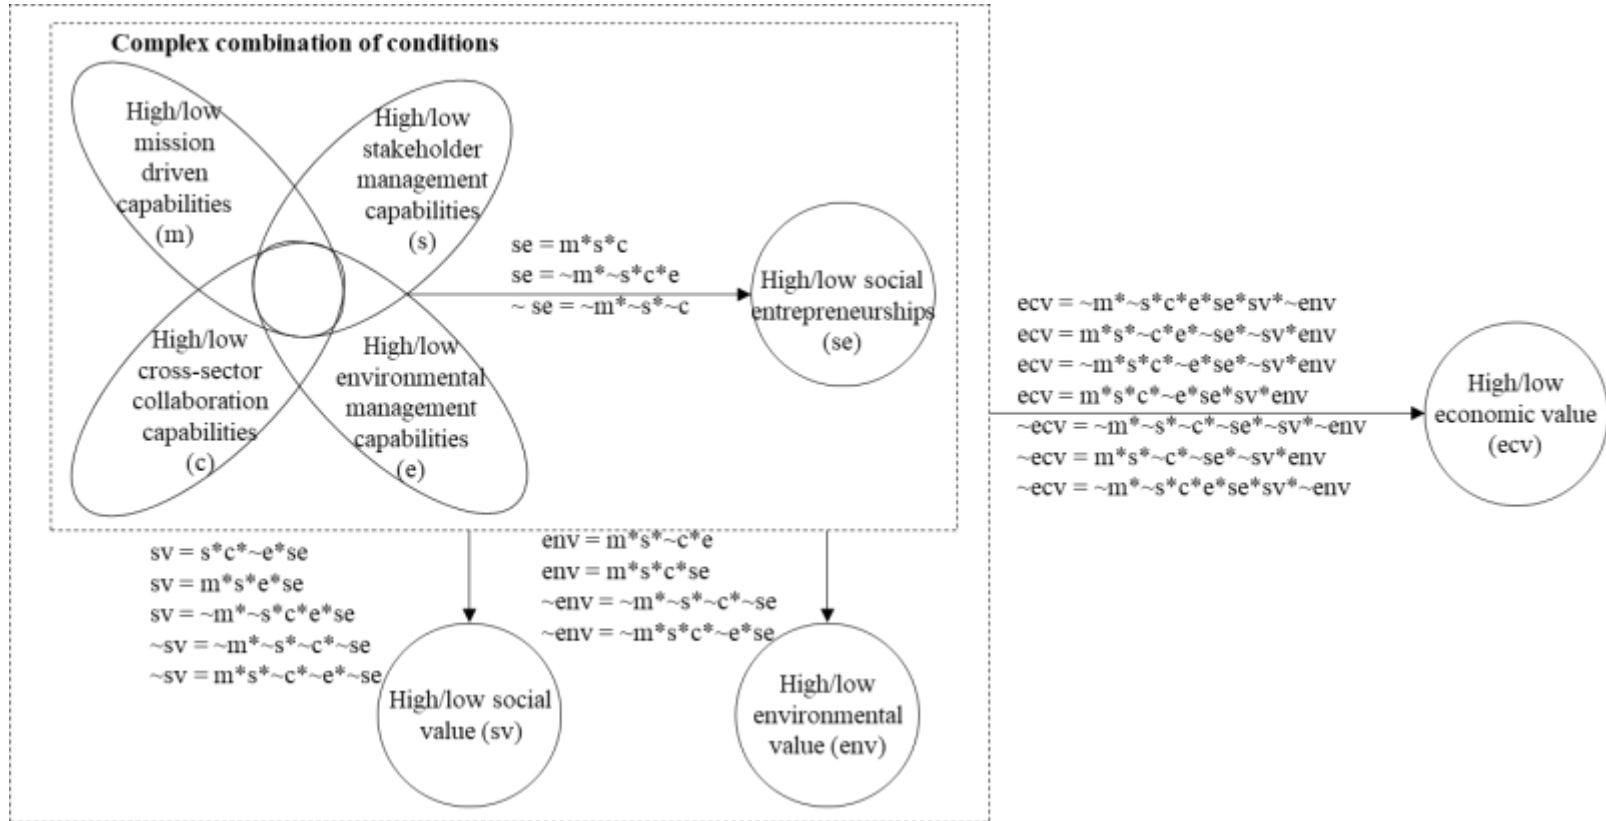 Complex combination of conditions
High/low
mission
driven
capabilities
(m)
High/low
stakeholder
management
capabilities
(s)
High/low
cross-sector
collaboration
capabilities
(c)
High/low
environmental
management
capabilities
(e)
se = m*s*c
se = ~m*~s*c*e
~ se = ~m*~s*~c
High/low social
entrepreneurships
(se)
ecv = ~m*~s*c*e*se*sv*~env
ecv = m*s*~c*e*~se*~sv*env
ecv = ~m*s*c*~e*se*~sv*env
ecv = m*s*c*~e*se*sv*env
~ecv = ~m*~s*~c*~se*~sv*~env
~ecv = m*s*~c*~se*~sv*env
~ecv = ~m*~s*c*e*se*sv*~env
High/low
economic value
(ecv)
sv = s*c*~e*se
sv = m*s*e*se
sv = ~m*~s*c*e*se
~sv = ~m*~s*~c*~se
~sv = m*s*~c*~e*~se
env = m*s*~c*e
env = m*s*c*se
~env = ~m*~s*~c*~se
~env = ~m*s*c*~e*se
High/low social
value (sv)
High/low
environmental
value (env)